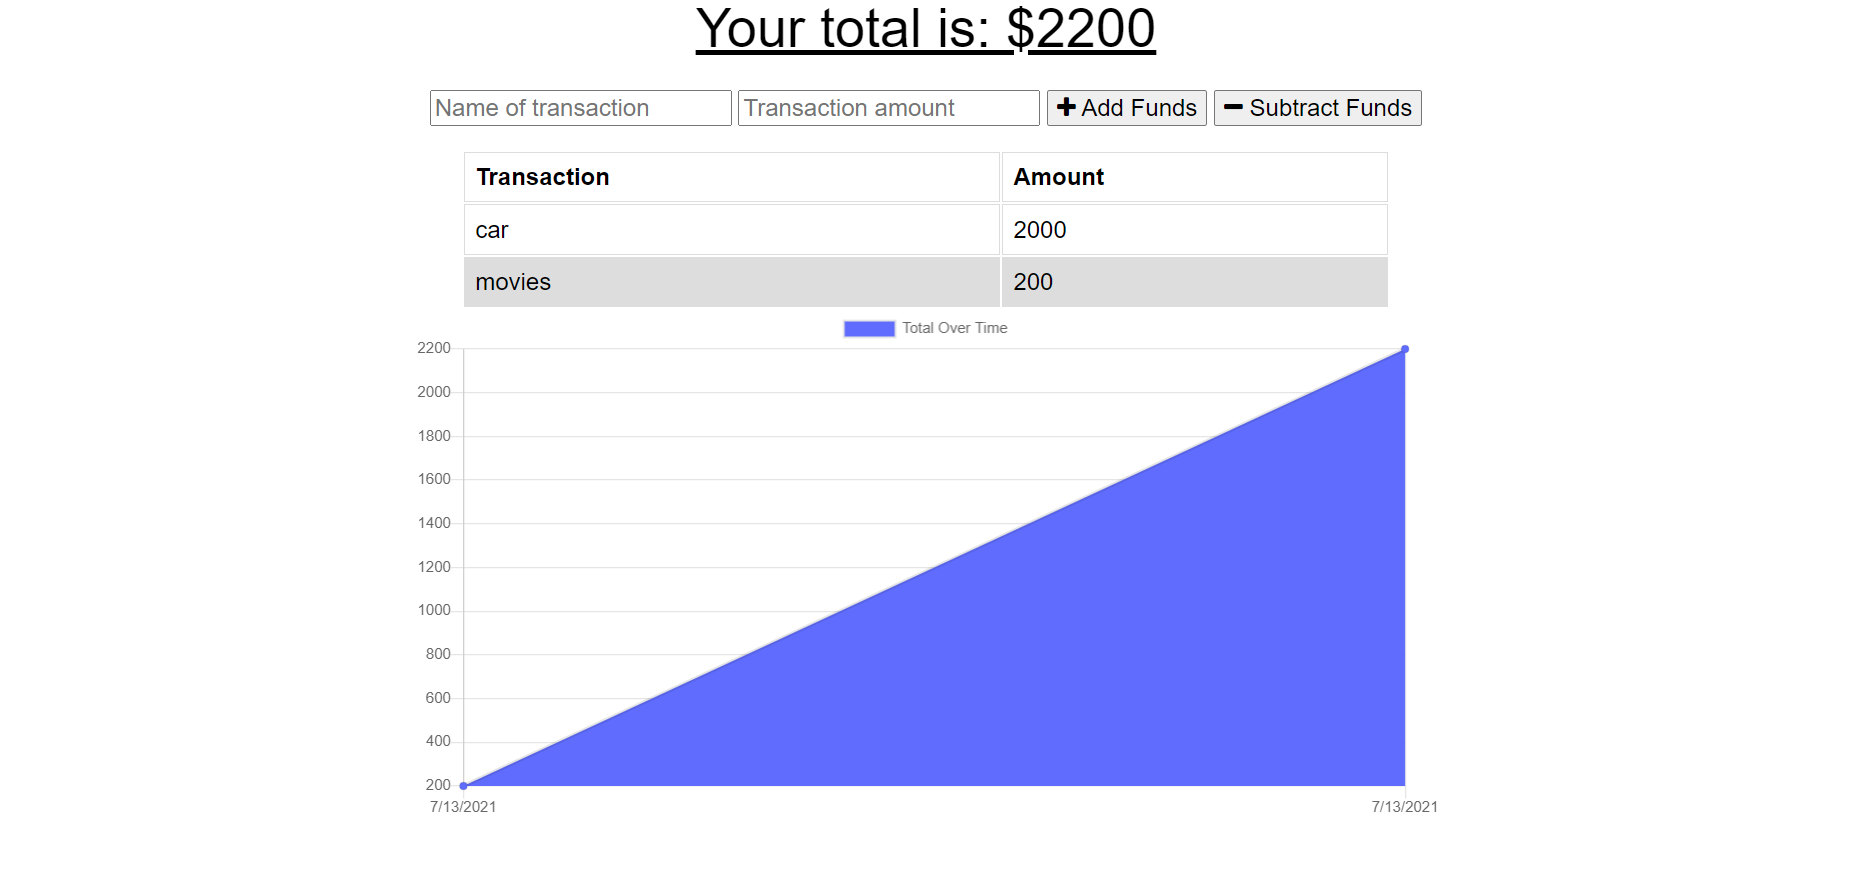 Your total is: $2200
Name of transaction Transaction amount Add Funds Subtract Funds
Transaction Amount
car 2000
movies 200
Total Over Time
2200
2000
1800
1600
1400
1200
1000
800
600
400
200
7/13/2021 7/13/2021